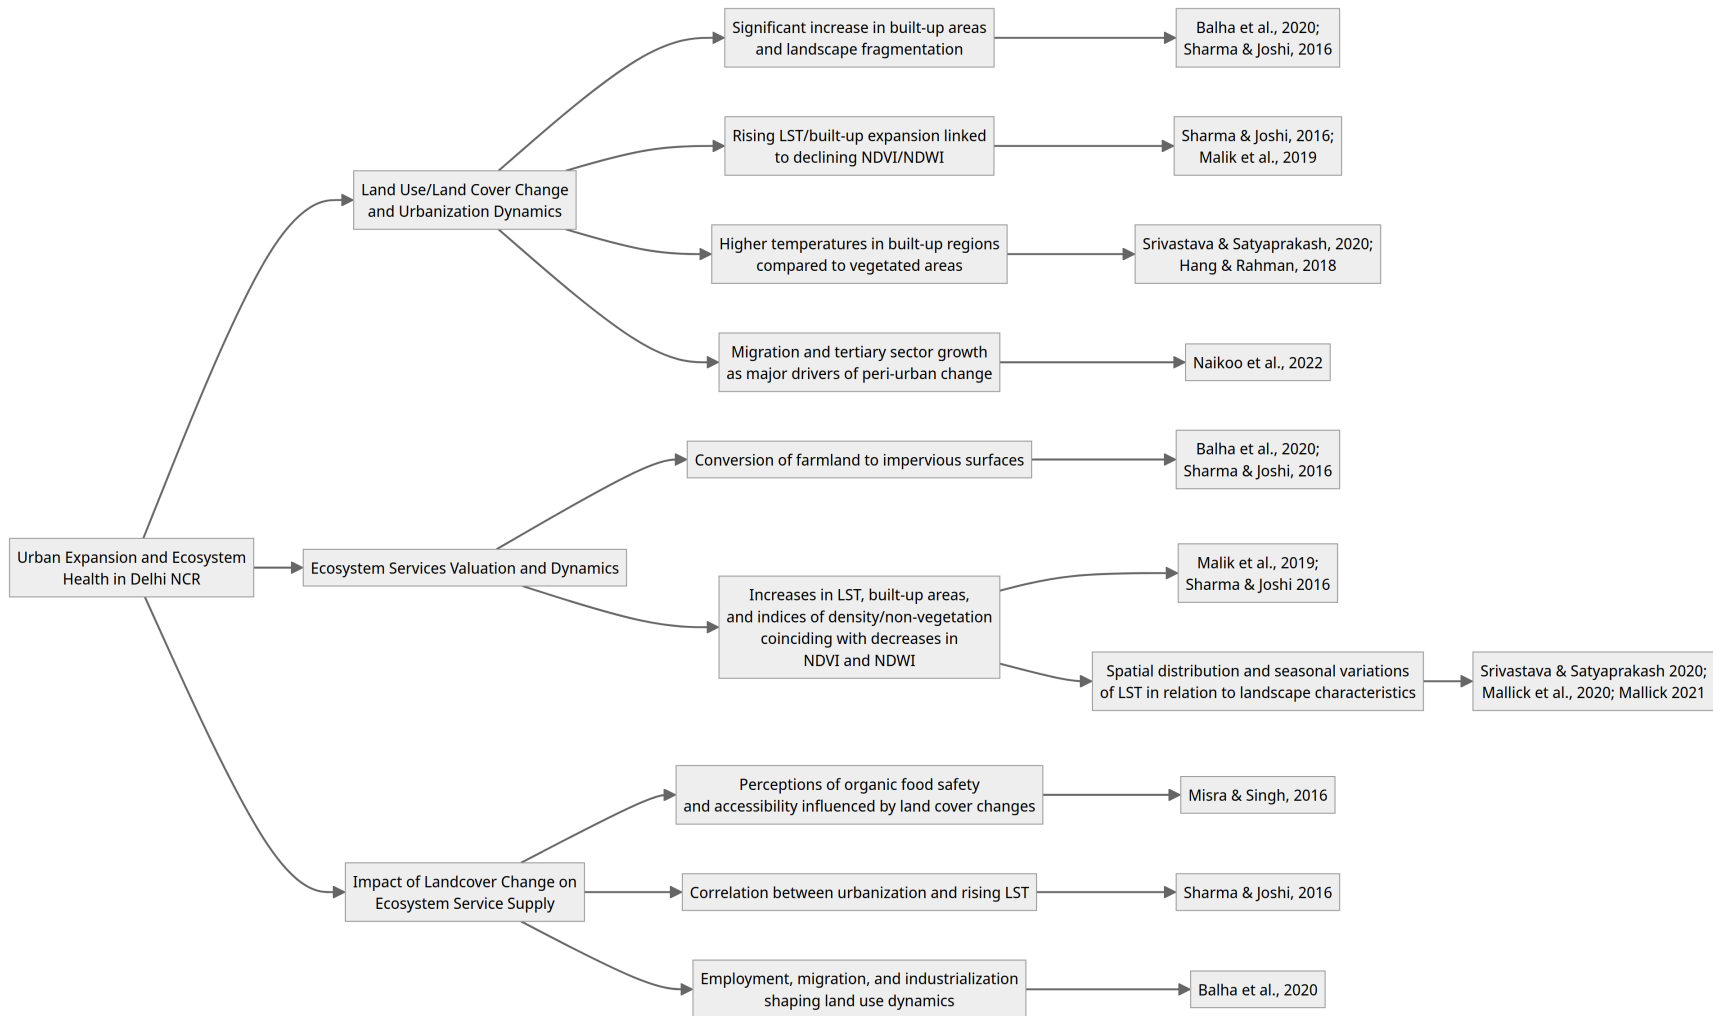 Urban Expansion and Ecosystem
Health in Delhi NCR
Land Use/Land Cover Change
and Urbanization Dynamics
Significant increase in built-up areas
and landscape fragmentation
Balha et al., 2020;
Sharma & Joshi, 2016
Rising LST/built-up expansion linked
to declining NDVI/NDWI
Sharma & Joshi, 2016;
Malik et al., 2019
Higher temperatures in built-up regions
compared to vegetated areas
Srivastava & Satyaprakash, 2020;
Hang & Rahman, 2018
Migration and tertiary sector growth
as major drivers of peri-urban change
Naikoo et al., 2022
Ecosystem Services Valuation and Dynamics
Conversion of farmland to impervious surfaces
Balha et al., 2020;
Sharma & Joshi, 2016
Increases in LST, built-up areas,
and indices of density/non-vegetation
coinciding with decreases in
NDVI and NDWI
Malik et al., 2019;
Sharma & Joshi 2016
Spatial distribution and seasonal variations
of LST in relation to landscape characteristics
Srivastava & Satyaprakash 2020;
Mallick et al., 2020; Mallick 2021
Impact of Landcover Change on
Ecosystem Service Supply
Perceptions of organic food safety
and accessibility influenced by land cover changes
Misra & Singh, 2016
Correlation between urbanization and rising LST
Sharma & Joshi, 2016
Employment, migration, and industrialization
shaping land use dynamics
Balha et al., 2020